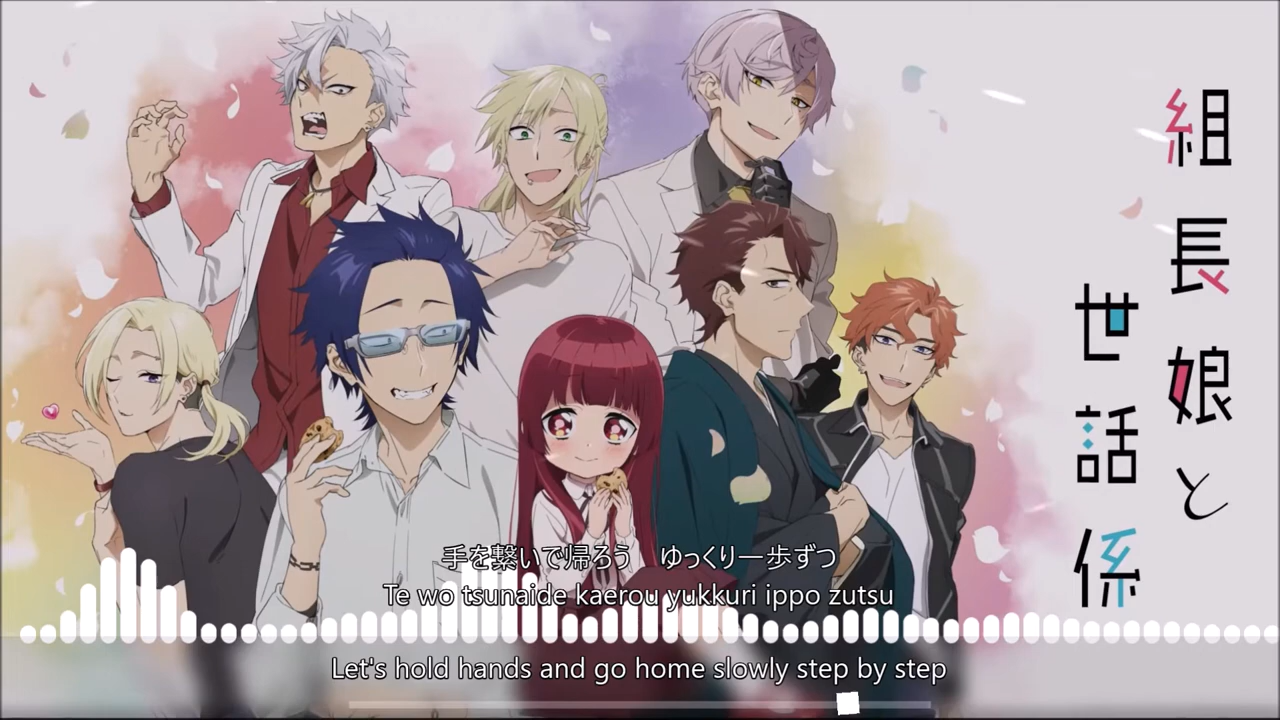 組長娘と
世話係
手を繋いで帰ろう　ゆっくり一歩ずつ
Te wo tsunaide kaerou yukkuri ippo zutsu
Let's hold hands and go home slowly step by step